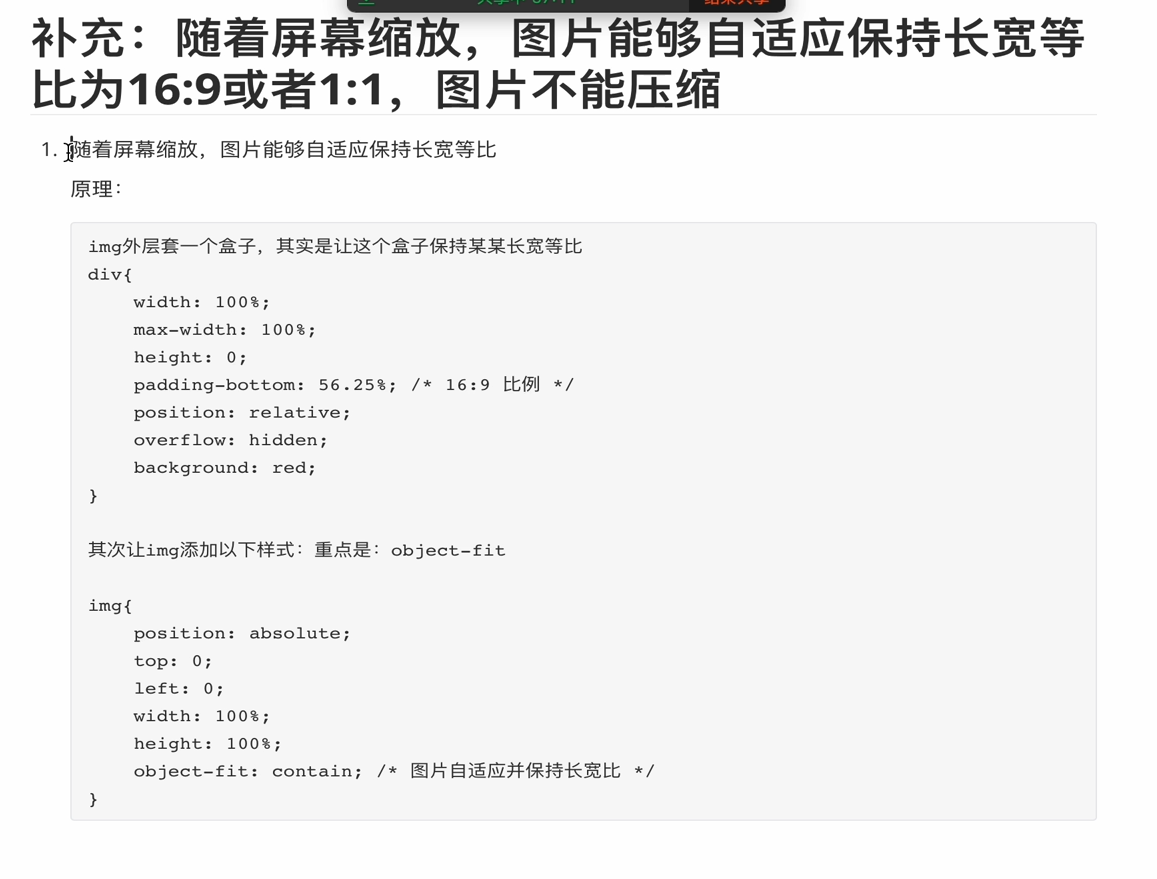 补充：随着屏幕缩放，图片能够自适应保持长宽等
比为16:9或者1:1，图片不能压缩
1. 随着屏幕缩放，图片能够自适应保持长宽等比
原理：
img外层套一个盒子，其实是让这个盒子保持某某长宽等比
div{
    width: 100%;
    max-width: 100%;
    height: 0;
    padding-bottom: 56.25%; /* 16:9 比例 */
    position: relative;
    overflow: hidden;
    background: red;
}
其次让img添加以下样式：重点是：object-fit
img{
    position: absolute;
    top: 0;
    left: 0;
    width: 100%;
    height: 100%;
    object-fit: contain; /* 图片自适应并保持长宽比 */
}